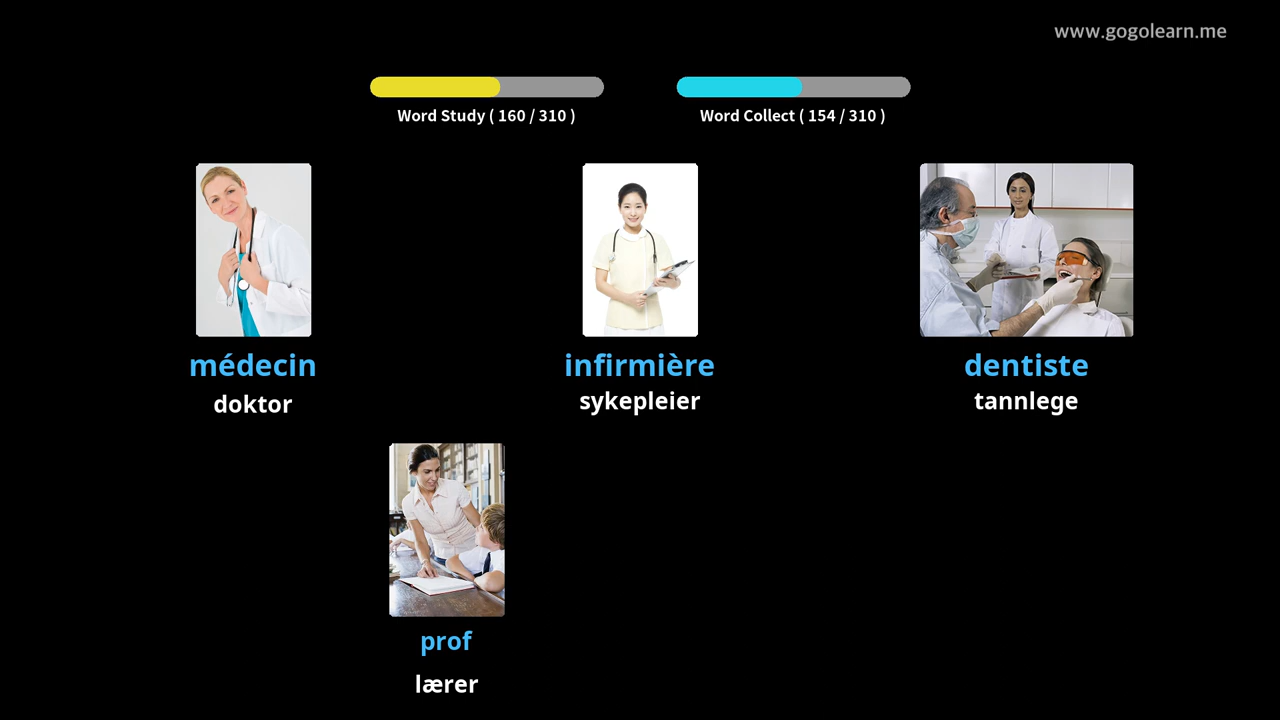 www.gogolearn.me
Word Study ( 160 / 310 )
Word Collect ( 154 / 310 )
médecin
infirmière
dentiste
doktor
sykepleier
tannlege
prof
lærer